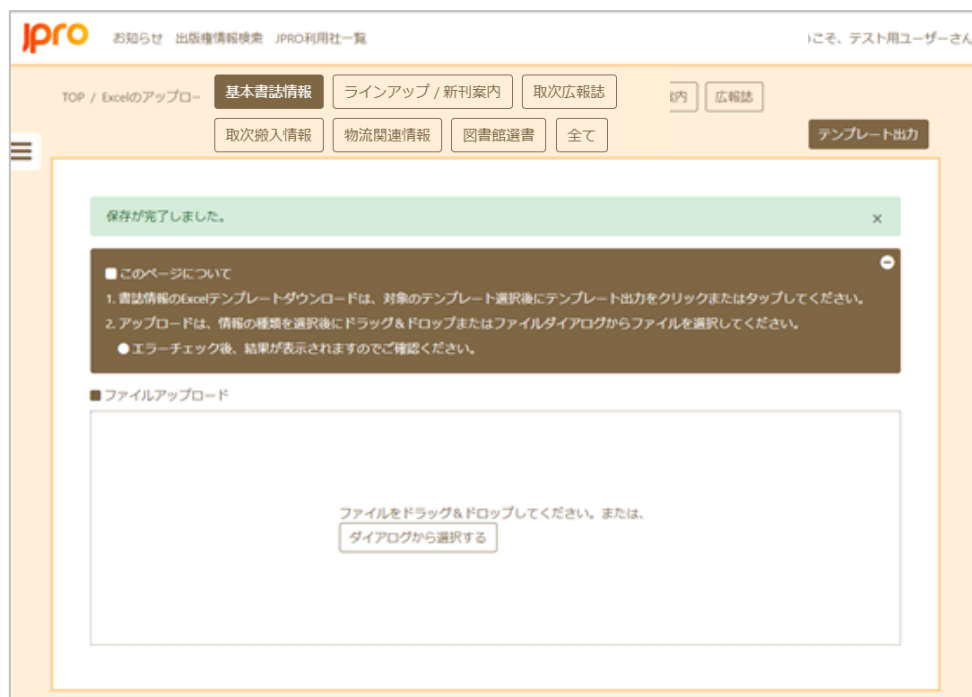 jpro お知らせ 出版権情報検索 JPRO利用社一覧 こそ、テスト用ユーザーさん
TOP / Excelのアップロー 基本書誌情報 ラインアップ / 新刊案内 取次広報誌 内 広報誌
取次搬入情報 物流関連情報 図書館選書 全て テンプレート出力
保存が完了しました。 ×
■このページについて
1. 書誌情報のExcelテンプレートダウンロードは、対象のテンプレート選択後にテンプレート出力をクリックまたはタップしてください。
2. アップロードは、情報の種類を選択後にドラッグ&ドロップまたはファイルダイアログからファイルを選択してください。
●エラーチェック後、結果が表示されますのでご確認ください。
■ファイルアップロード
ファイルをドラッグ&ドロップしてください。または、
ダイアログから選択する